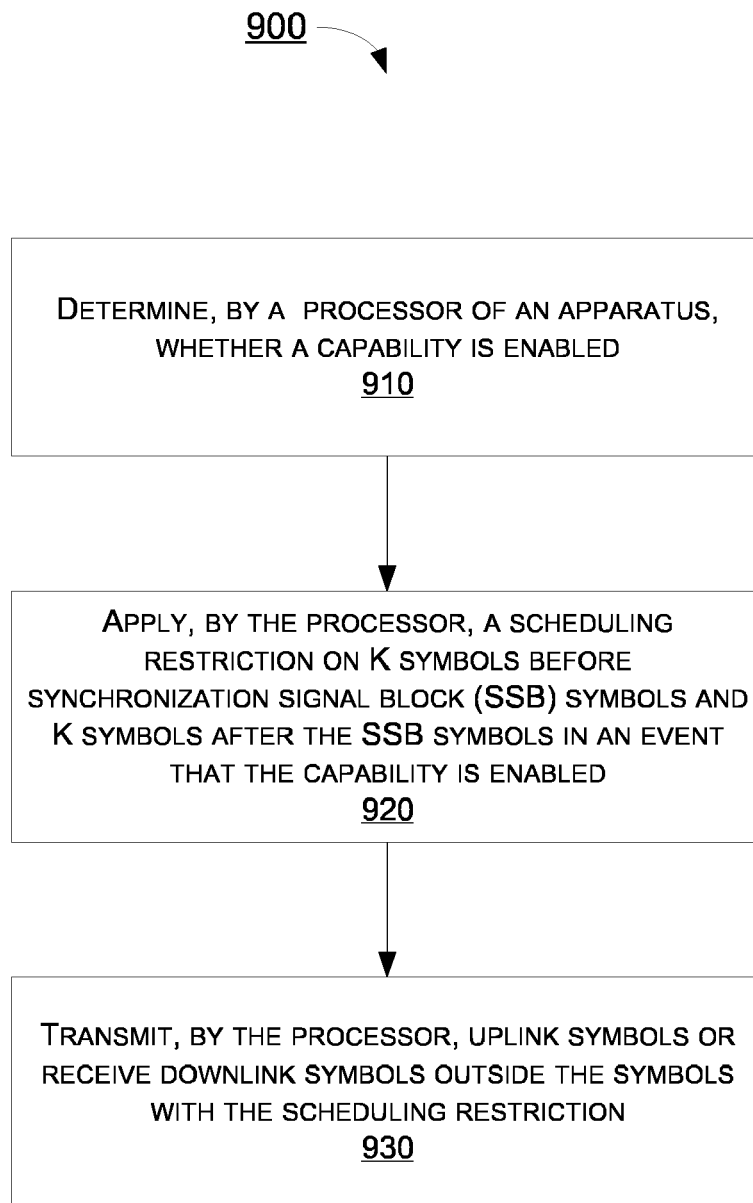 900
DETERMINE, BY A PROCESSOR OF AN APPARATUS,
WHETHER A CAPABILITY IS ENABLED
910
APPLY, BY THE PROCESSOR, A SCHEDULING
RESTRICTION ON K SYMBOLS BEFORE
SYNCHRONIZATION SIGNAL BLOCK (SSB) SYMBOLS AND
K SYMBOLS AFTER THE SSB SYMBOLS IN AN EVENT
THAT THE CAPABILITY IS ENABLED
920
TRANSMIT, BY THE PROCESSOR, UPLINK SYMBOLS OR
RECEIVE DOWNLINK SYMBOLS OUTSIDE THE SYMBOLS
WITH THE SCHEDULING RESTRICTION
930